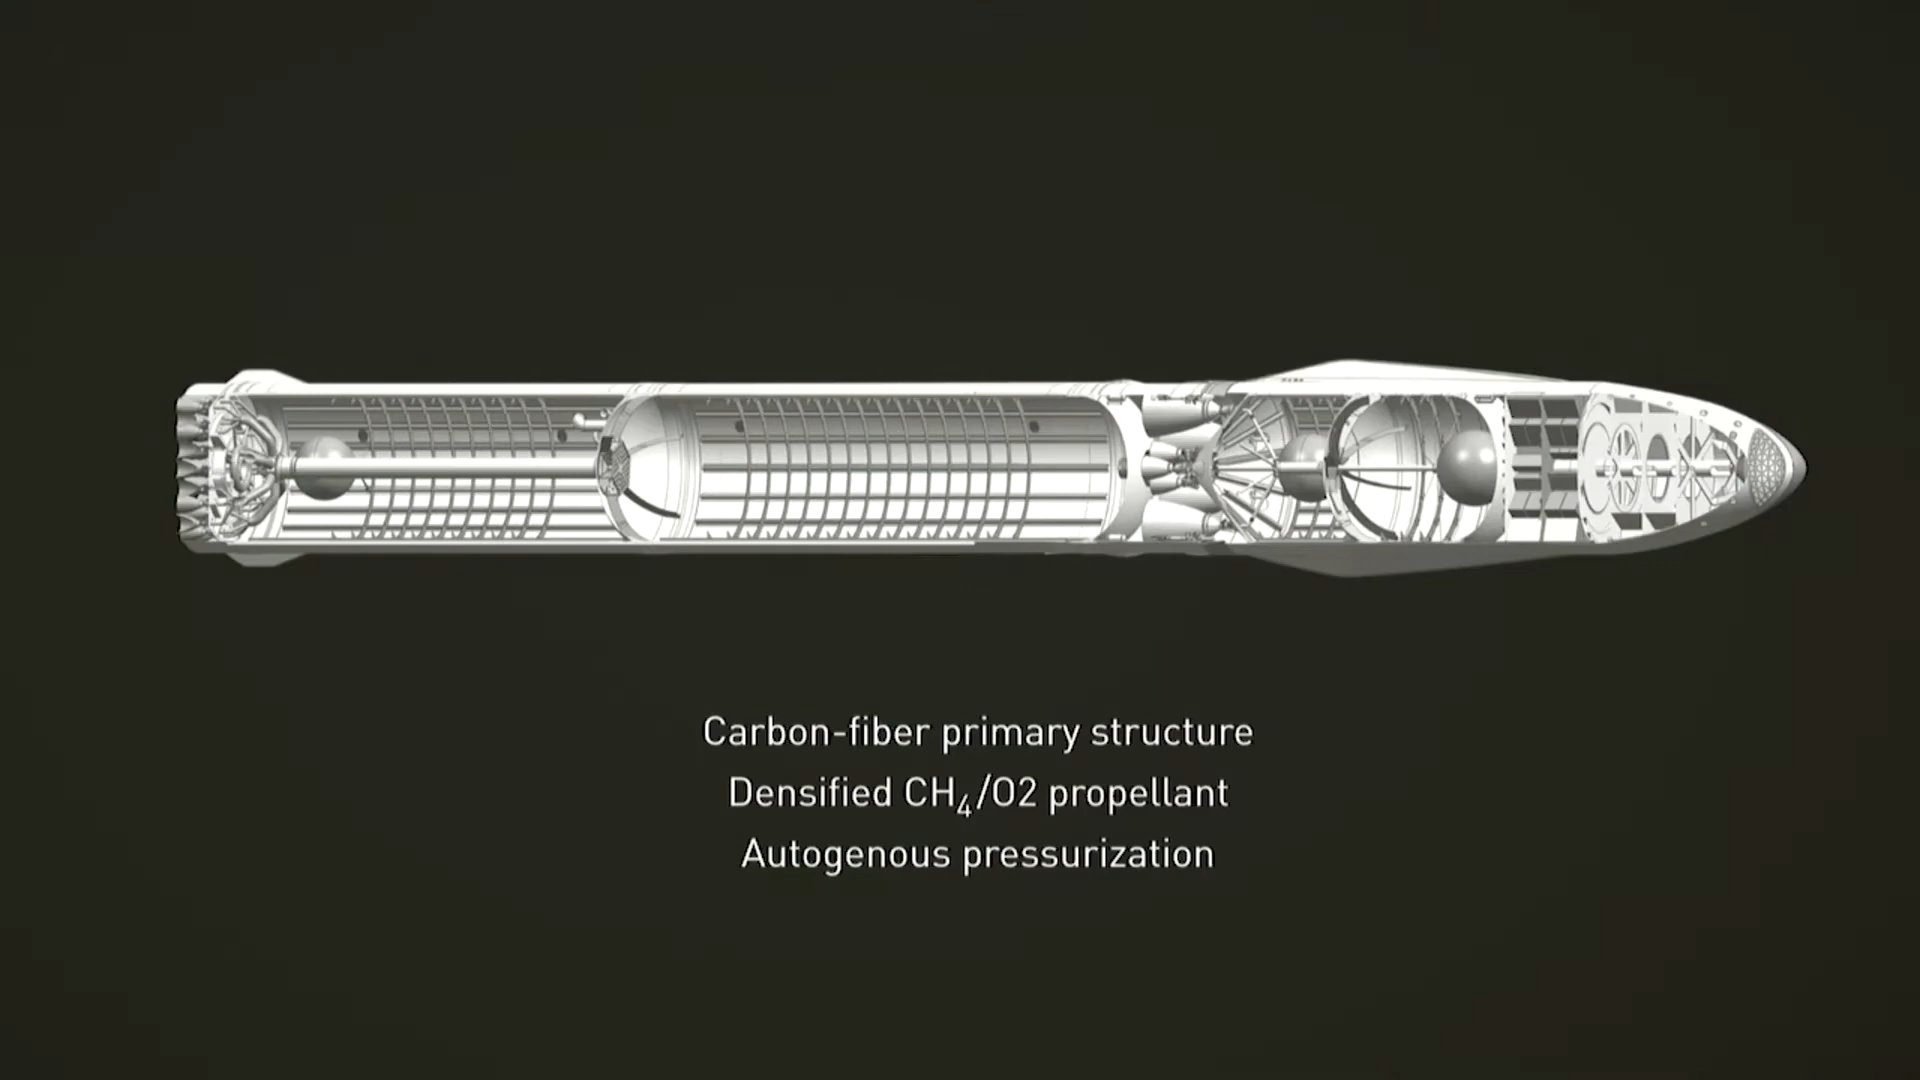 Carbon-fiber primary structure
Densified CH₄/O2 propellant
Autogenous pressurization